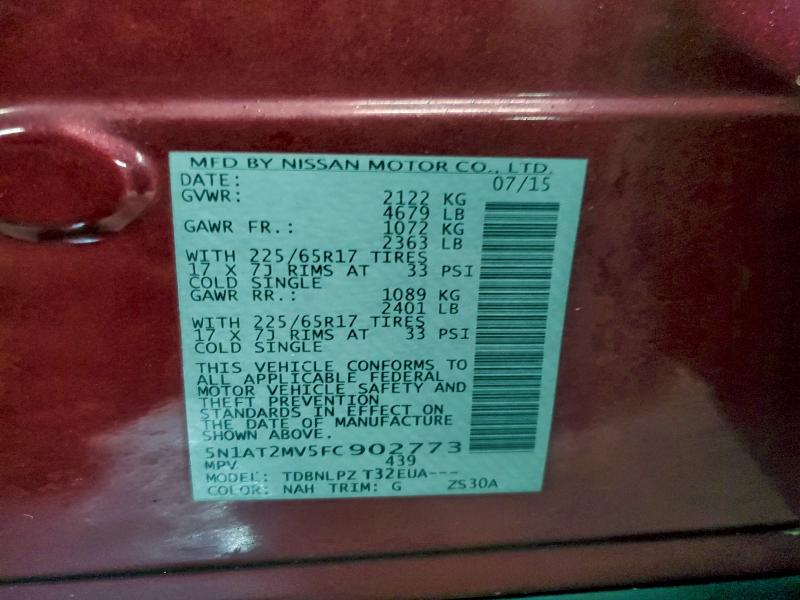 MFD BY NISSAN MOTOR CO., LTD.
DATE: 07/15
GVWR: 2122 KG
4679 LB
GAWR FR.: 1072 KG
2363 LB
WITH 225/65R17 TIRES
17 X 7J RIMS AT 33 PSI
COLD SINGLE
GAWR RR.: 1089 KG
2401 LB
WITH 225/65R17 TIRES
17 X 7J RIMS AT 33 PSI
COLD SINGLE
THIS VEHICLE CONFORMS TO
ALL APPLICABLE FEDERAL
MOTOR VEHICLE SAFETY AND
THEFT PREVENTION
STANDARDS IN EFFECT ON
THE DATE OF MANUFACTURE
SHOWN ABOVE.
5N1AT2MV5FC902773
MPV 439
MODEL: TDBNLPZ T32EUA---
COLOR: NAH TRIM: G ZS30A